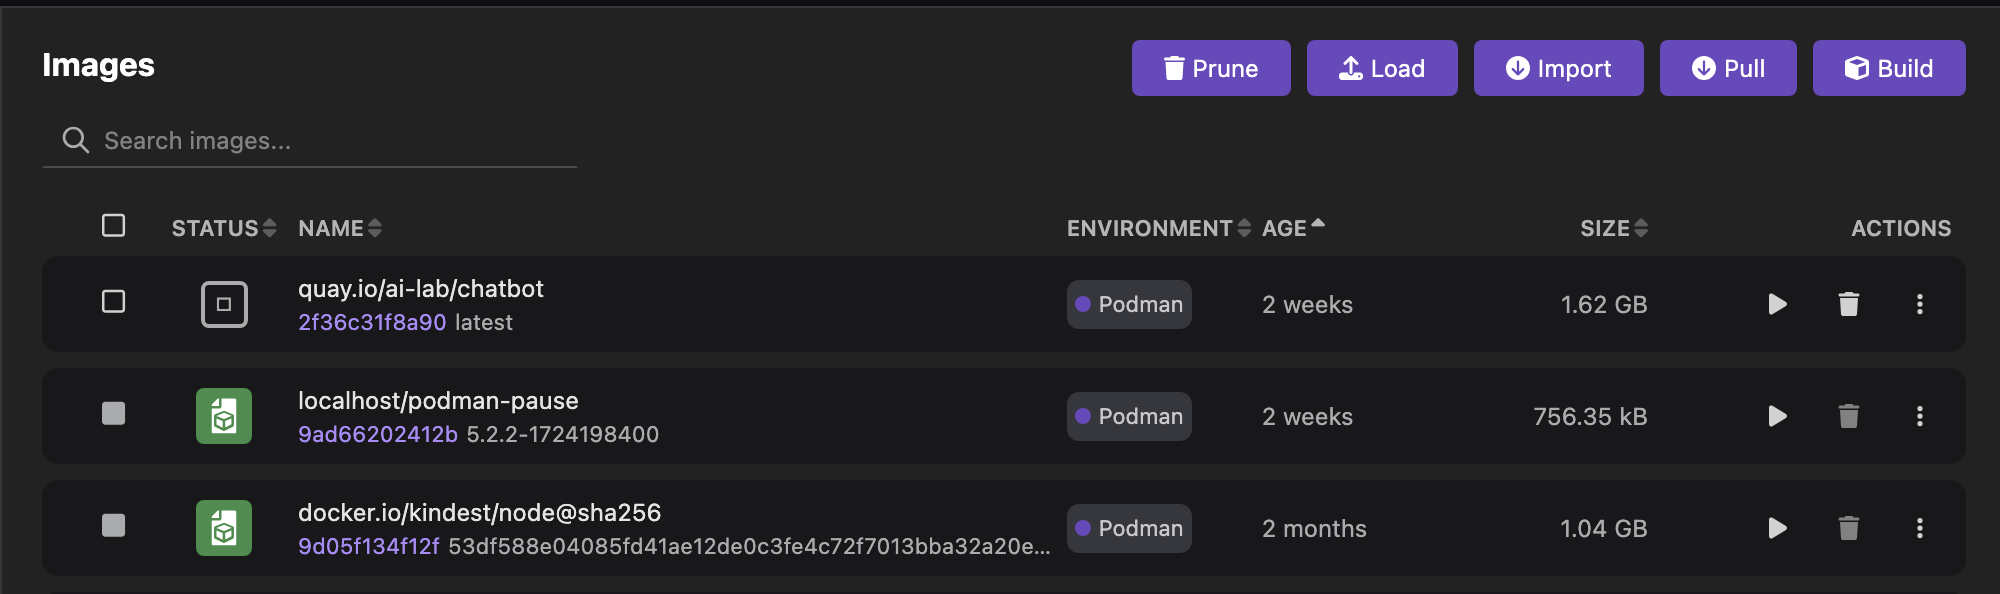 Images
Prune Load Import Pull Build
Search images...
STATUS NAME ENVIRONMENT AGE SIZE ACTIONS
quay.io/ai-lab/chatbot
2f36c31f8a90 latest
Podman 2 weeks 1.62 GB
localhost/podman-pause
9ad66202412b 5.2.2-1724198400
Podman 2 weeks 756.35 kB
docker.io/kindest/node@sha256
9d05f134f12f 53df588e04085fd41ae12de0c3fe4c72f7013bba32a20e...
Podman 2 months 1.04 GB